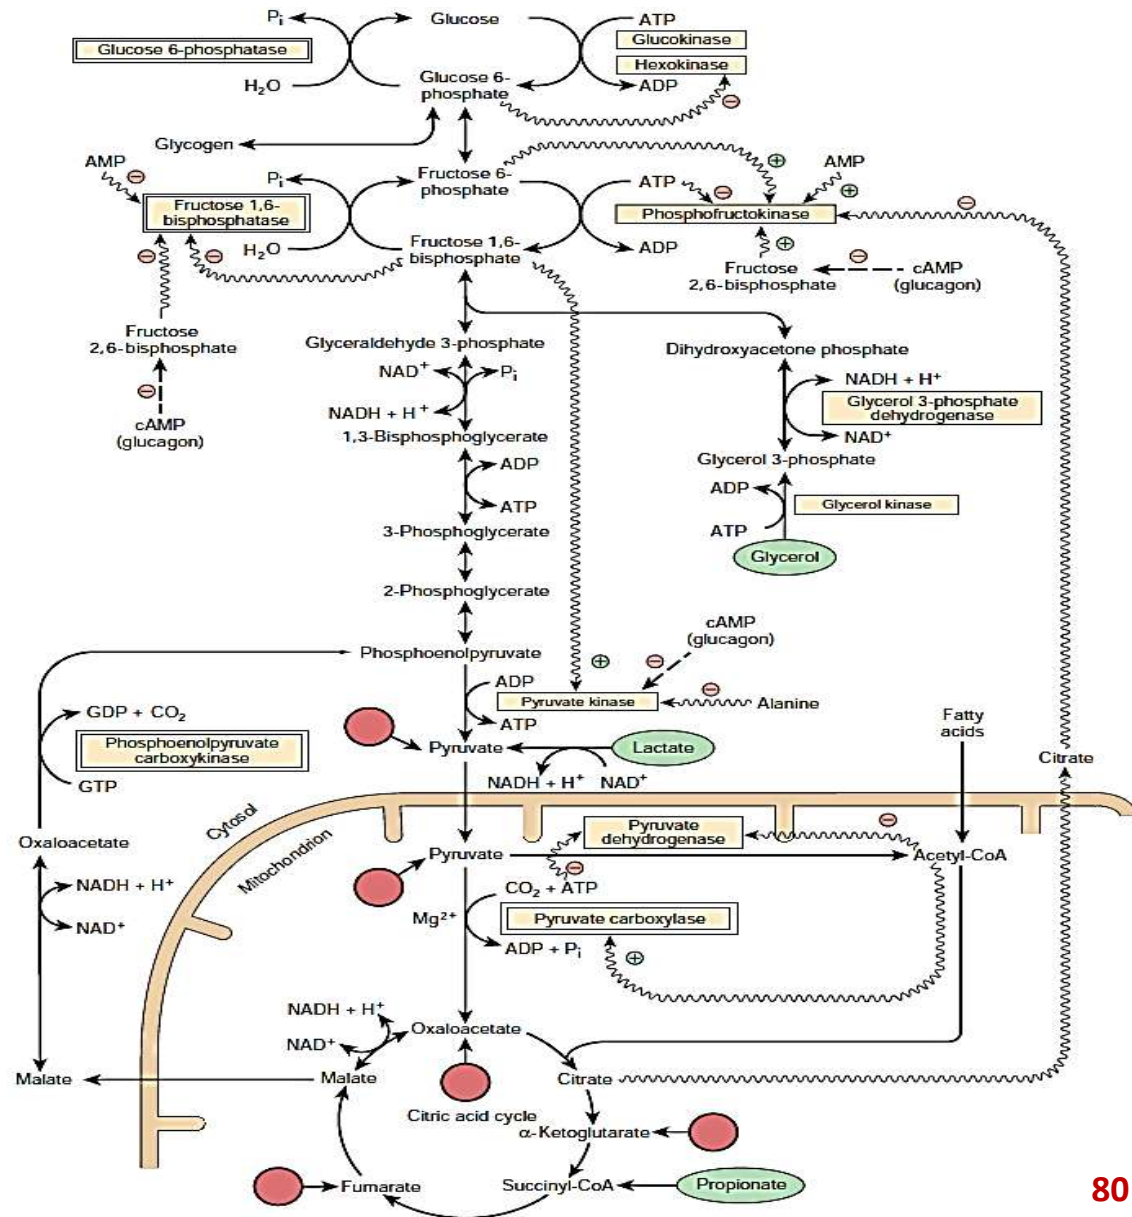 Pi
Glucose
ATP
Glucose 6-phosphatase
Glucokinase
Hexokinase
H2O
Glucose 6-
phosphate
ADP
⊖
Glycogen
AMP
⊖
Pi
Fructose 6-
phosphate
ATP
⊖
⊕
AMP
⊕
⊖
Fructose 1,6-
bisphosphatase
Phosphofructokinase
H2O
⊖
⊖
Fructose 1,6-
bisphosphate
ADP
⊕
Fructose
2,6-bisphosphate
⊖
cAMP
(glucagon)
Fructose
2,6-bisphosphate
Glyceraldehyde 3-phosphate
Dihydroxyacetone phosphate
NAD+
Pi
NADH + H+
⊖
cAMP
(glucagon)
NADH + H+
Glycerol 3-phosphate
dehydrogenase
NAD+
1,3-Bisphosphoglycerate
Glycerol 3-phosphate
ADP
ATP
ADP
Glycerol kinase
ATP
3-Phosphoglycerate
Glycerol
2-Phosphoglycerate
cAMP
(glucagon)
Phosphoenolpyruvate
⊕
⊖
ADP
Pyruvate kinase
⊖
Alanine
ATP
GDP + CO2
Phosphoenolpyruvate
carboxykinase
GTP
Pyruvate
Lactate
NADH + H+
NAD+
Fatty
acids
Citrate
Cytosol
Mitochondrion
Oxaloacetate
Pyruvate
dehydrogenase
⊖
Pyruvate
⊖
Acetyl-CoA
NADH + H+
NAD+
CO2 + ATP
Mg2+
Pyruvate carboxylase
ADP + Pi
⊕
NADH + H+
NAD+
Oxaloacetate
Malate
Malate
Citrate
Citric acid cycle
α-Ketoglutarate
Fumarate
Succinyl-CoA
Propionate
80